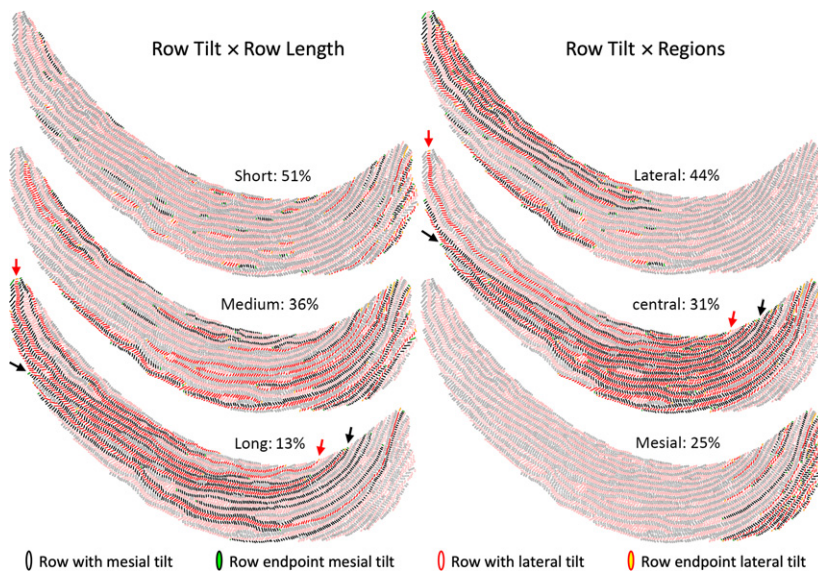 Row Tilt × Row Length
Row Tilt × Regions
Short: 51%
Lateral: 44%
Medium: 36%
central: 31%
Long: 13%
Mesial: 25%
Row with mesial tilt
Row endpoint mesial tilt
Row with lateral tilt
Row endpoint lateral tilt